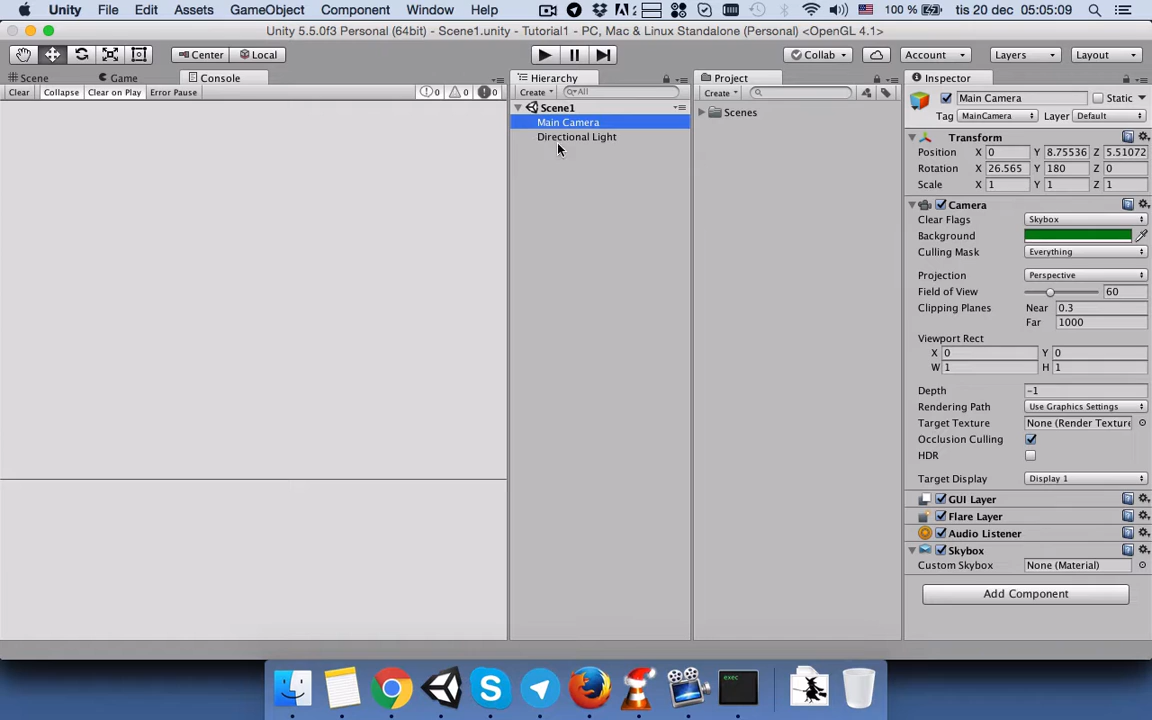 Unity File Edit Assets GameObject Component Window Help 100 % tis 20 dec 05:05:09
Unity 5.5.0f3 Personal (64bit) - Scene1.unity - Tutorial1 - PC, Mac & Linux Standalone (Personal) <OpenGL 4.1>
Center Local Collab Account Layers Layout
Scene Game Console
Clear Collapse Clear on Play Error Pause 0 0 0
Hierarchy
Create All
Scene1
Main Camera
Directional Light
Project
Create
Scenes
Inspector
Main Camera Static
Tag MainCamera Layer Default
Transform
Position X 0 Y 8.75536 Z 5.51072
Rotation X 26.565 Y 180 Z 0
Scale X 1 Y 1 Z 1
Camera
Clear Flags Skybox
Background
Culling Mask Everything
Projection Perspective
Field of View 60
Clipping Planes Near 0.3
Far 1000
Viewport Rect
X 0 Y 0
W 1 H 1
Depth -1
Rendering Path Use Graphics Settings
Target Texture None (Render Texture
Occlusion Culling
HDR
Target Display Display 1
GUI Layer
Flare Layer
Audio Listener
Skybox
Custom Skybox None (Material)
Add Component
exec